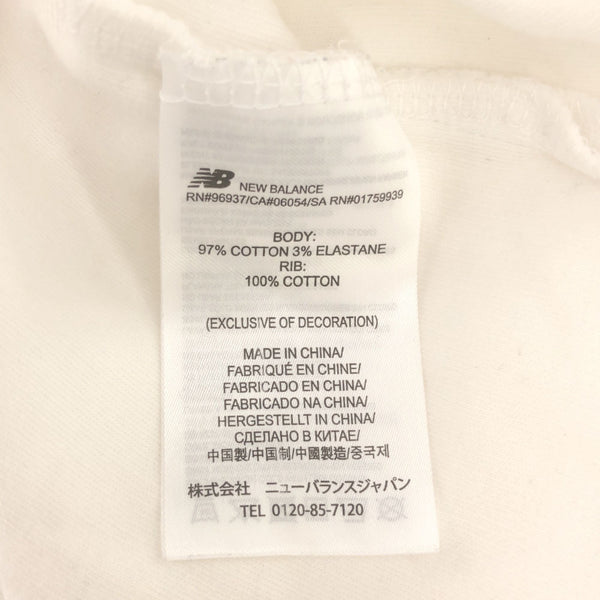 NB NEW BALANCE
RN#96937/CA#06054/SA RN#01759939
BODY:
97% COTTON 3% ELASTANE
RIB:
100% COTTON
(EXCLUSIVE OF DECORATION)
MADE IN CHINA/
FABRIQUÉ EN CHINE/
FABRICADO EN CHINA/
FABRICADO NA CHINA/
HERGESTELLT IN CHINA/
СДЕЛАНО В КИТАЕ/
中国製/中国制/中國製造/중국제
株式会社 ニューバランスジャパン
TEL 0120-85-7120